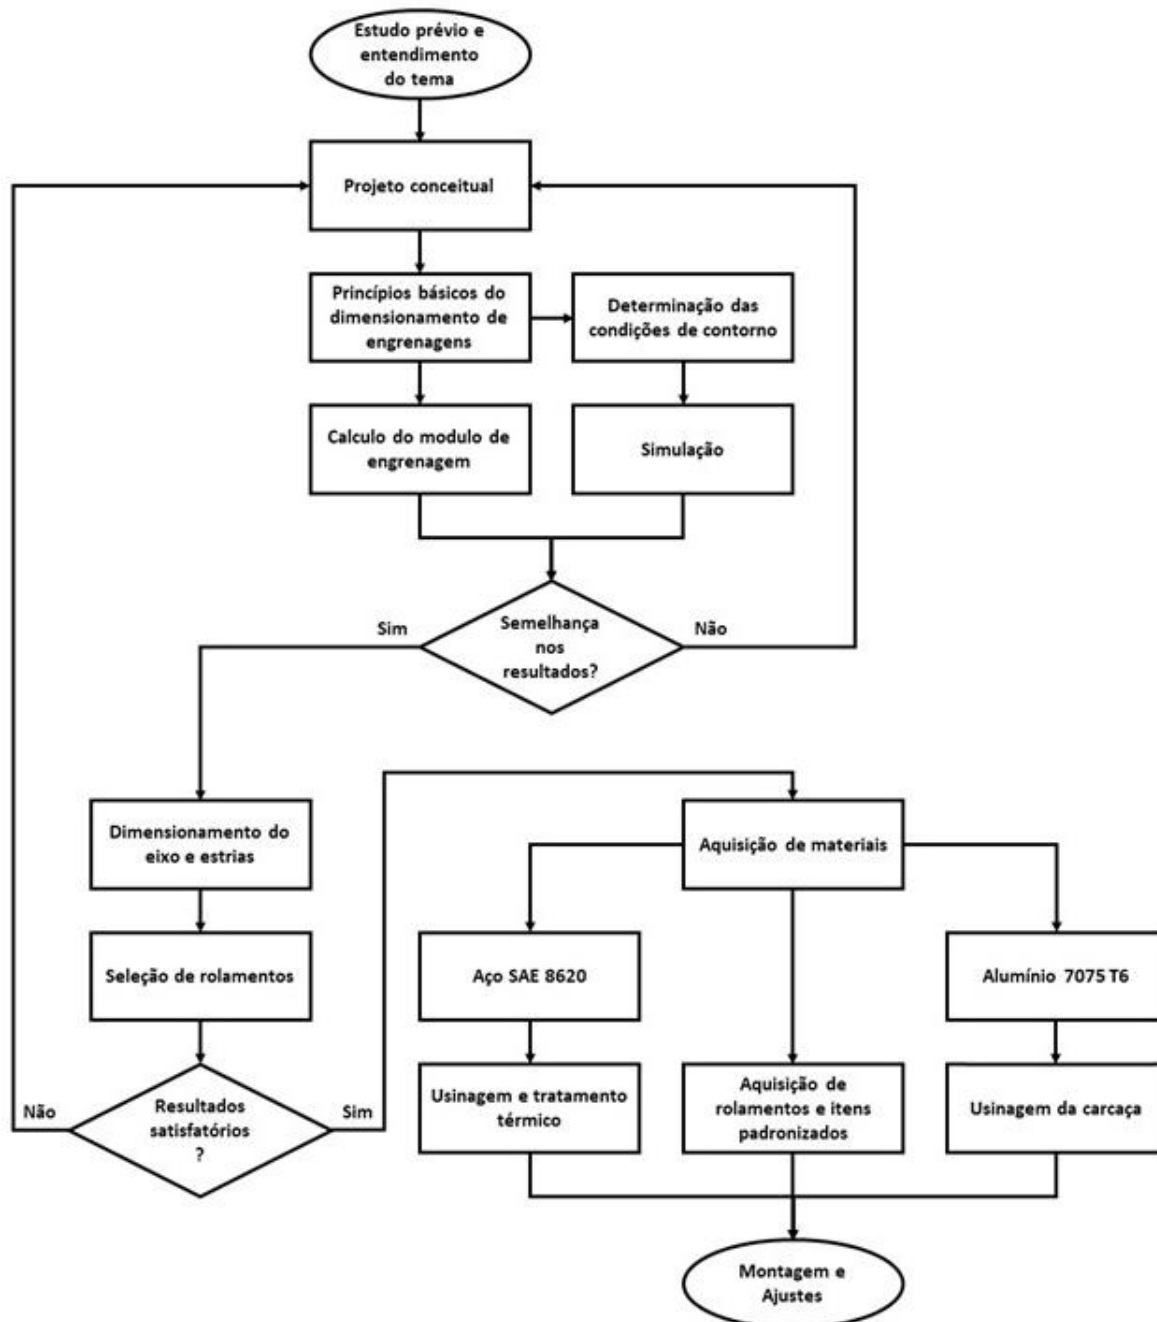 Estudo prévio e
entendimento
do tema
Projeto conceitual
Princípios básicos do
dimensionamento de
engrenagens
Determinação das
condições de contorno
Calculo do modulo de
engrenagem
Simulação
Sim
Semelhança
nos
resultados?
Não
Dimensionamento do
eixo e estrias
Aquisição de materiais
Seleção de rolamentos
Aço SAE 8620
Alumínio 7075 T6
Não
Resultados
satisfatórios
?
Sim
Usinagem e tratamento
térmico
Aquisição de
rolamentos e itens
padronizados
Usinagem da carcaça
Montagem e
Ajustes